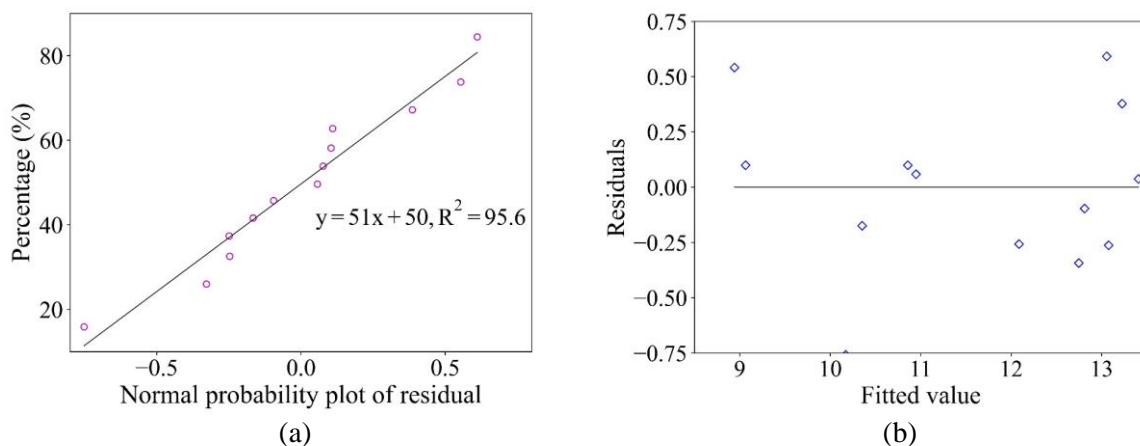 80
60
40
20
Percentage (%)
y = 51x + 50, R² = 95.6
−0.5
0.0
0.5
Normal probability plot of residual
(a)
0.75
0.50
0.25
0.00
−0.25
−0.50
−0.75
Residuals
9
10
11
12
13
Fitted value
(b)